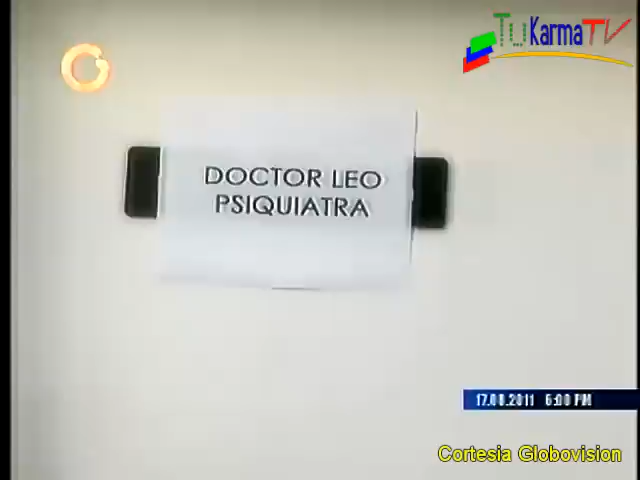 TuKarmaTV
DOCTOR LEO
PSIQUIATRA
17.08.2011 6:00 PM
Cortesia Globovision